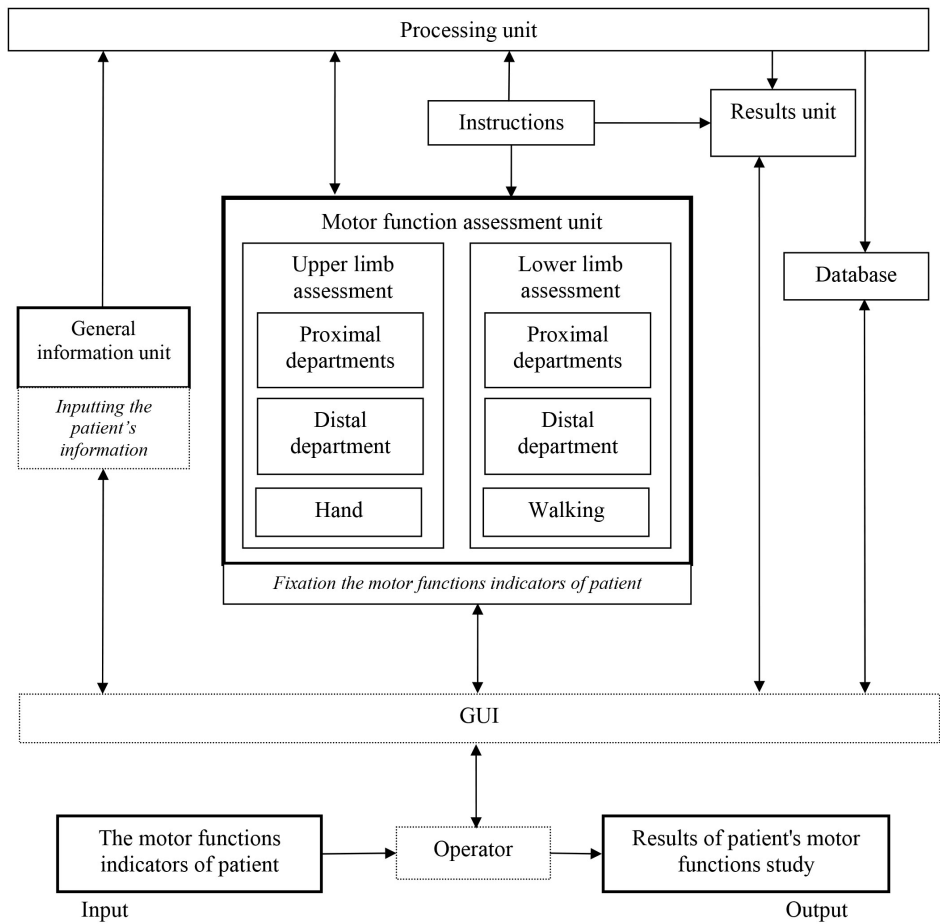 Processing unit
Instructions
Results unit
Motor function assessment unit
Upper limb
assessment
Lower limb
assessment
Database
General
information unit
Proximal
departments
Proximal
departments
Inputting the
patient’s
information
Distal
department
Distal
department
Hand
Walking
Fixation the motor functions indicators of patient
GUI
The motor functions
indicators of patient
Operator
Results of patient's motor
functions study
Input
Output